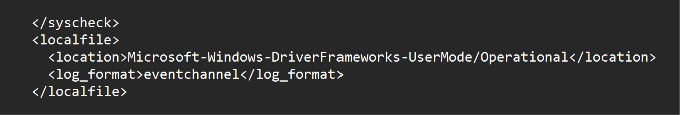 </syscheck>
<localfile>
<location>Microsoft-Windows-DriverFrameworks-UserMode/Operational</location>
<log_format>eventchannel</log_format>
</localfile>